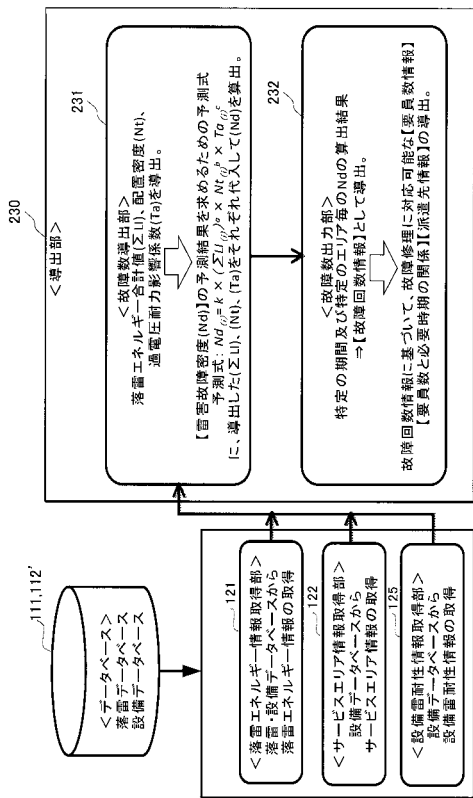 111,112'
<データベース>
落雷データベース
設備データベース
121
<落雷エネルギー情報取得部>
落雷・設備データベースから
落雷エネルギー情報の取得
122
<サービスエリア情報取得部>
設備データベースから
サービスエリア情報の取得
125
<設備雷耐性情報取得部>
設備データベースから
設備雷耐性情報の取得
230
<導出部>
231
<故障数導出部>
落雷エネルギー合計値(ΣLI)、配置密度(Nt)、
過電圧耐力影響係数(Ta)を導出。
【雷害故障密度(Nd)】の予測結果を求めるための予測式
予測式: Nd(i)= k × (ΣLI(i))^a × Nt(i)^b × Ta(i)^c
に、導出した(ΣLI)、(Nt)、(Ta)をそれぞれ代入して(Nd)を算出。
232
<故障数出力部>
特定の期間及び特定のエリア毎のNdの算出結果
⇒【故障回数情報】として導出。
故障回数情報に基づいて、故障修理に対応可能な【要員数情報】
【要員数と必要時期の関係】【派遣先情報】の導出。